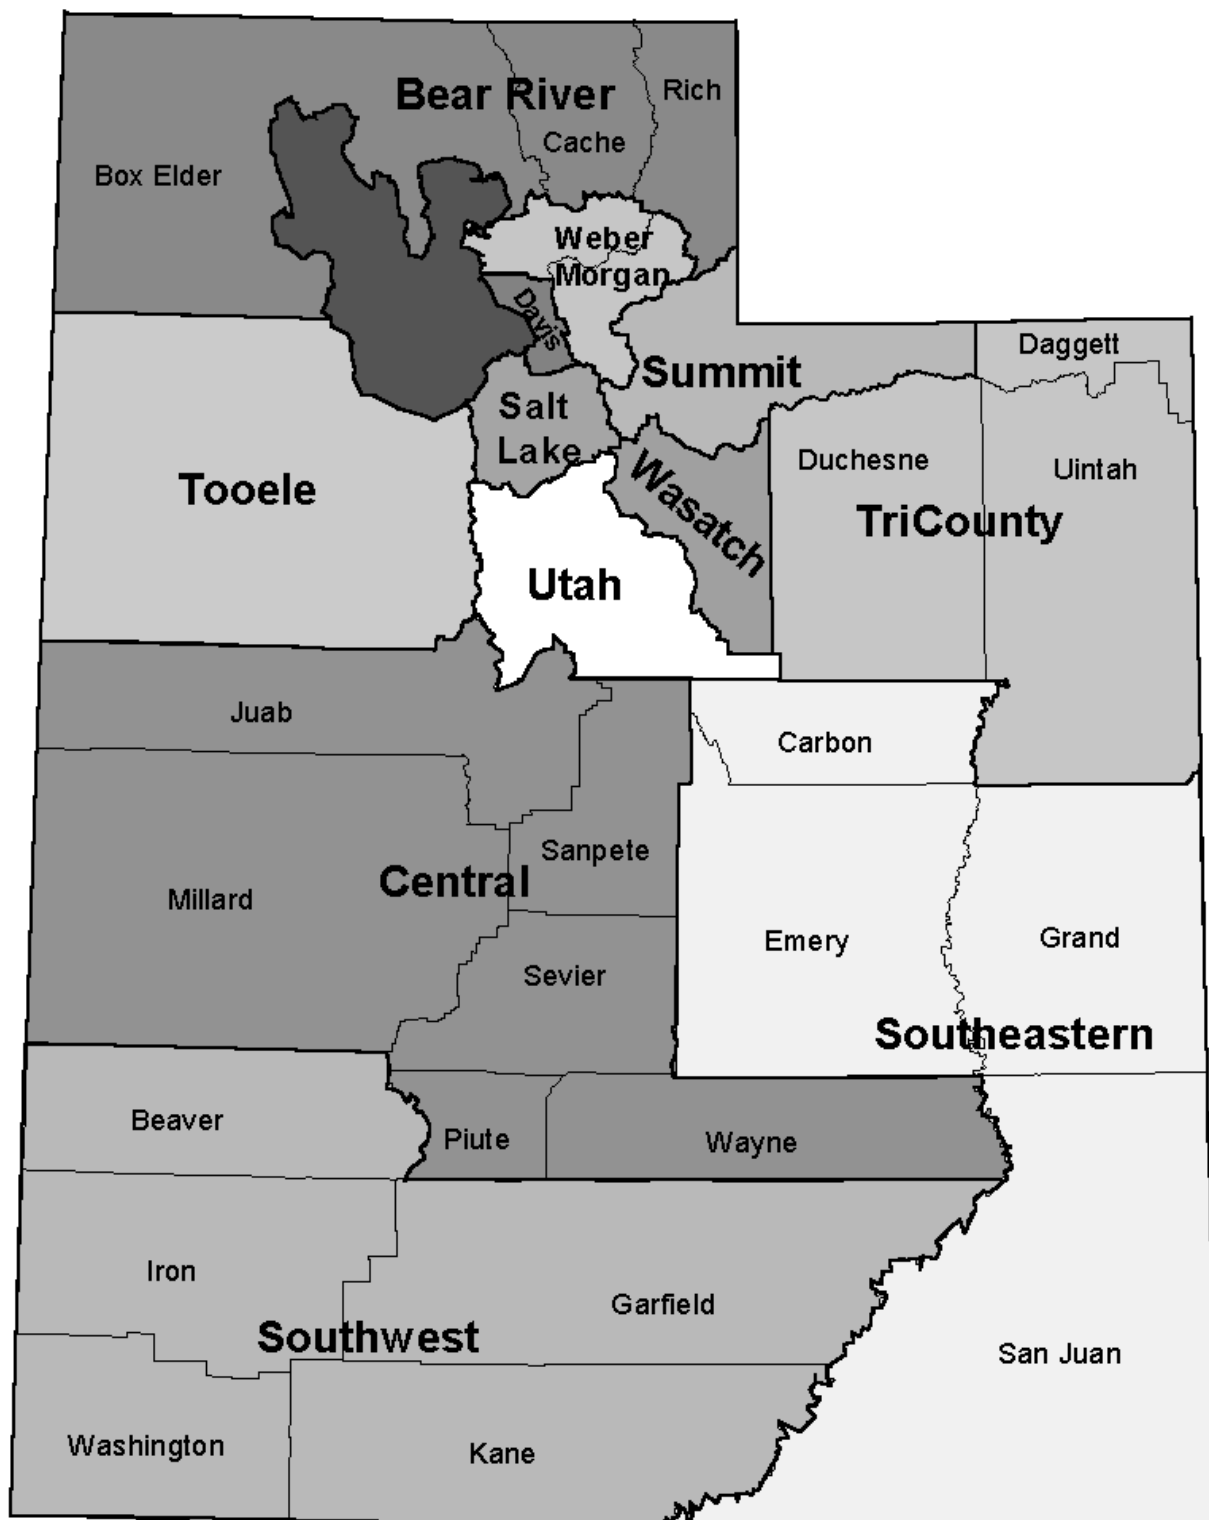 Bear River
Rich
Cache
Box Elder
Weber
Morgan
Davis
Summit
Daggett
Salt
Lake
Wasatch
Duchesne
Uintah
Tooele
TriCounty
Utah
Juab
Carbon
Sanpete
Central
Millard
Emery
Grand
Sevier
Southeastern
Beaver
Piute
Wayne
Iron
Garfield
Southwest
San Juan
Washington
Kane